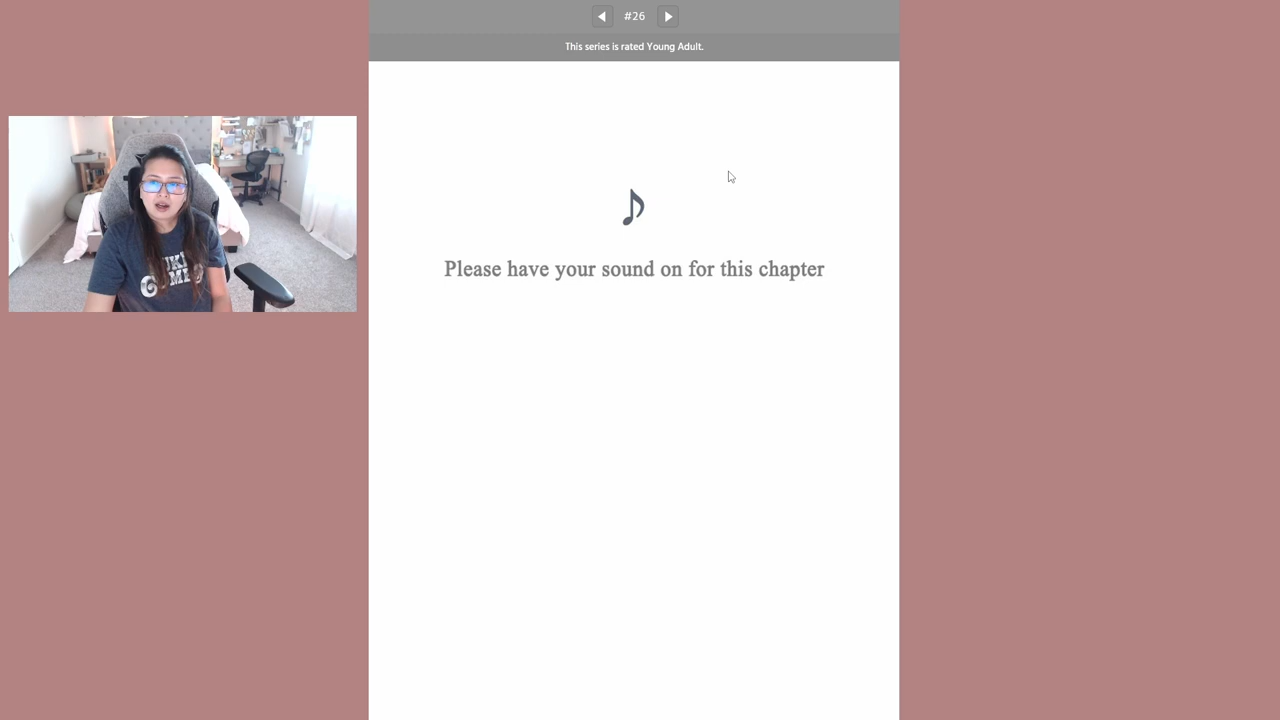 #26
This series is rated Young Adult.
Please have your sound on for this chapter